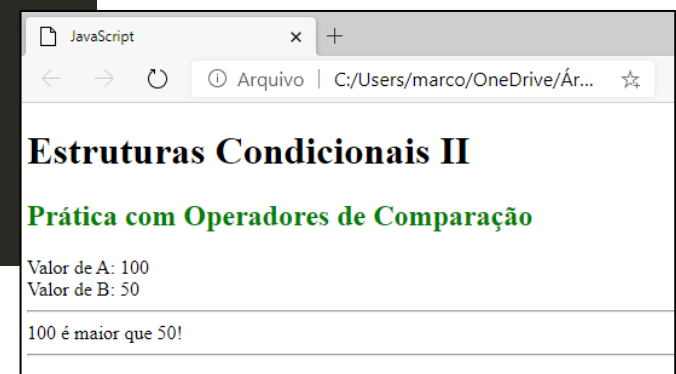 JavaScript
Arquivo | C:/Users/marco/OneDrive/Ár...
Estruturas Condicionais II
Prática com Operadores de Comparação
Valor de A: 100
Valor de B: 50
100 é maior que 50!